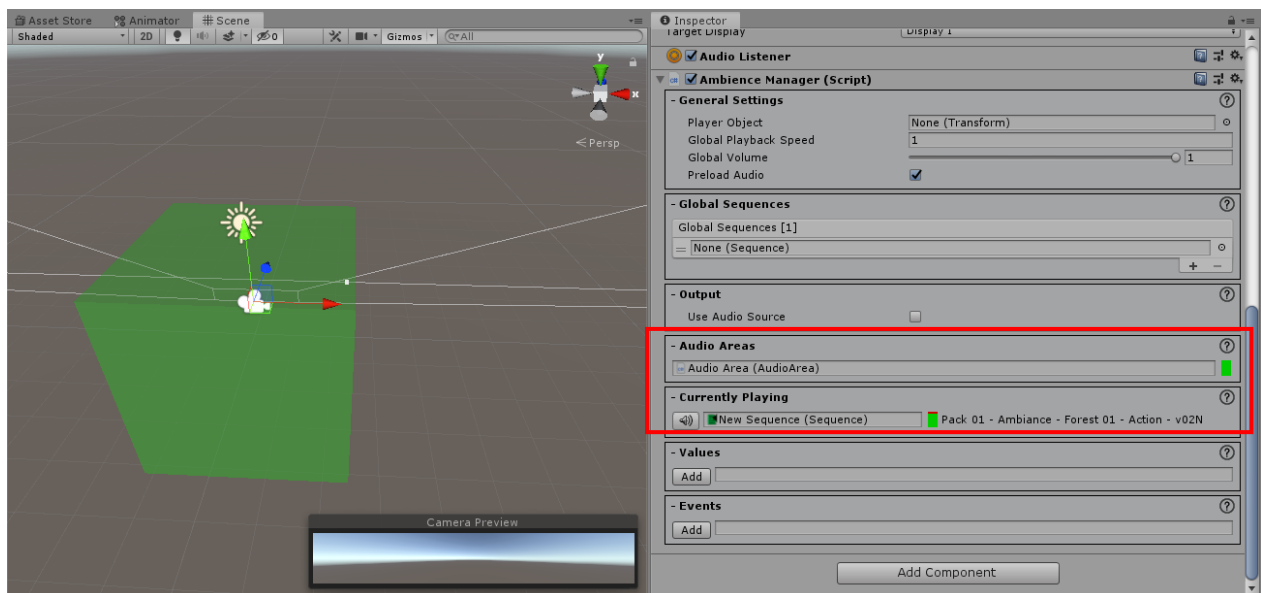 Asset Store Animator Scene
Shaded 2D 0 Gizmos All
y
x
Persp
Camera Preview
Inspector
Target Display Display 1
Audio Listener
Ambience Manager (Script)
- General Settings
Player Object None (Transform)
Global Playback Speed 1
Global Volume 1
Preload Audio
- Global Sequences
Global Sequences [1]
None (Sequence)
+ −
- Output
Use Audio Source
- Audio Areas
Audio Area (AudioArea)
- Currently Playing
New Sequence (Sequence) Pack 01 - Ambiance - Forest 01 - Action - v02N
- Values
Add
- Events
Add
Add Component